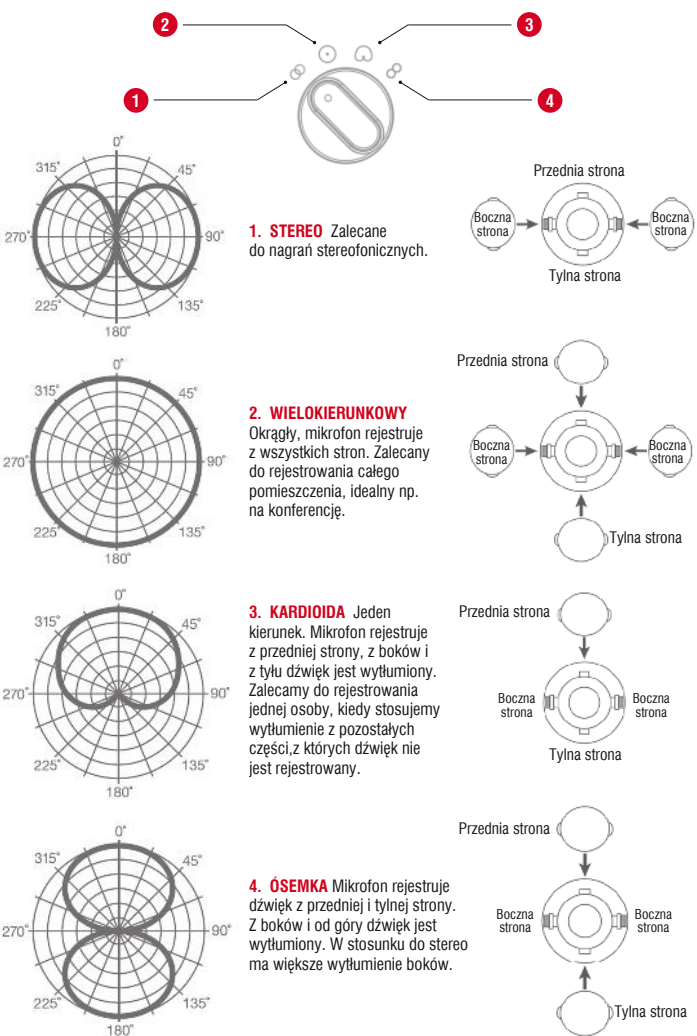 2
3
1
4
0°
315°
45°
270°
90°
225°
135°
180°
1. STEREO Zalecane
do nagrań stereofonicznych.
Przednia strona
Boczna
strona
Boczna
strona
Tylna strona
0°
315°
45°
270°
90°
225°
135°
180°
2. WIELOKIERUNKOWY
Okrągły, mikrofon rejestruje
z wszystkich stron. Zalecany
do rejestrowania całego
pomieszczenia, idealny np.
na konferencję.
Przednia strona
Boczna
strona
Boczna
strona
Tylna strona
0°
315°
45°
270°
90°
225°
135°
180°
3. KARDIOIDA Jeden
kierunek. Mikrofon rejestruje
z przedniej strony, z boków i
z tyłu dźwięk jest wytłumiony.
Zalecamy do rejestrowania
jednej osoby, kiedy stosujemy
wytłumienie z pozostałych
części,z których dźwięk nie
jest rejestrowany.
Przednia strona
Boczna
strona
Boczna
strona
Tylna strona
0°
315°
45°
270°
90°
225°
135°
180°
4. ÓSEMKA Mikrofon rejestruje
dźwięk z przedniej i tylnej strony.
Z boków i od góry dźwięk jest
wytłumiony. W stosunku do stereo
ma większe wytłumienie boków.
Przednia strona
Boczna
strona
Boczna
strona
Tylna strona